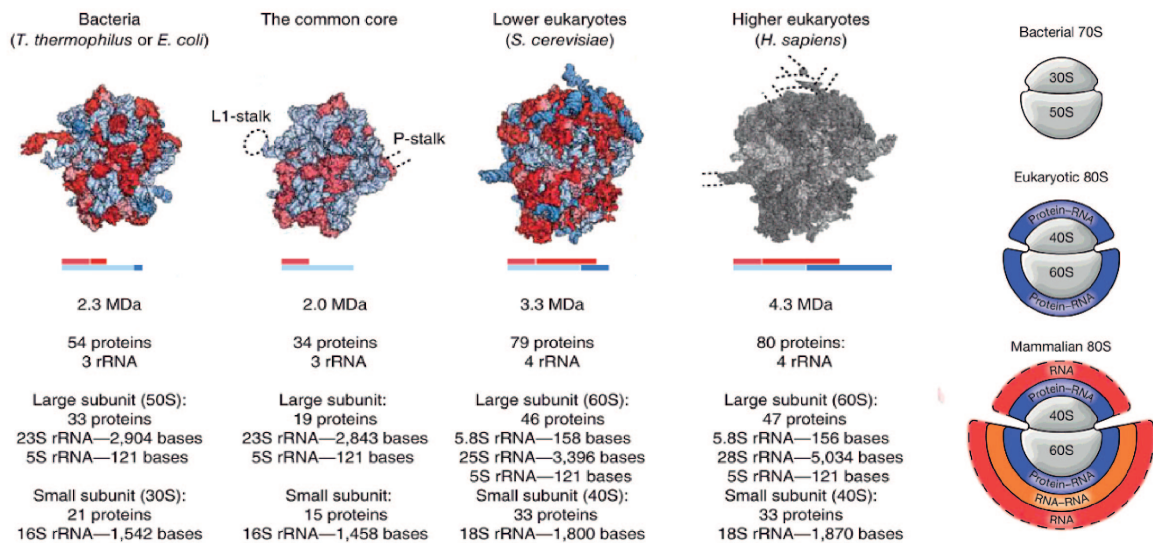 Bacteria
(T. thermophilus or E. coli)
2.3 MDa
54 proteins
3 rRNA
Large subunit (50S):
33 proteins
23S rRNA—2,904 bases
5S rRNA—121 bases
Small subunit (30S):
21 proteins
16S rRNA—1,542 bases
The common core
L1-stalk
P-stalk
2.0 MDa
34 proteins
3 rRNA
Large subunit:
19 proteins
23S rRNA—2,843 bases
5S rRNA—121 bases
Small subunit:
15 proteins
16S rRNA—1,458 bases
Lower eukaryotes
(S. cerevisiae)
3.3 MDa
79 proteins
4 rRNA
Large subunit (60S):
46 proteins
5.8S rRNA—158 bases
25S rRNA—3,396 bases
5S rRNA—121 bases
Small subunit (40S):
33 proteins
18S rRNA—1,800 bases
Higher eukaryotes
(H. sapiens)
4.3 MDa
80 proteins:
4 rRNA
Large subunit (60S):
47 proteins
5.8S rRNA—156 bases
28S rRNA—5,034 bases
5S rRNA—121 bases
Small subunit (40S):
33 proteins
18S rRNA—1,870 bases
Bacterial 70S
30S
50S
Eukaryotic 80S
Protein–RNA
40S
60S
Protein–RNA
Mammalian 80S
RNA
Protein–RNA
40S
60S
Protein–RNA
RNA–RNA
RNA